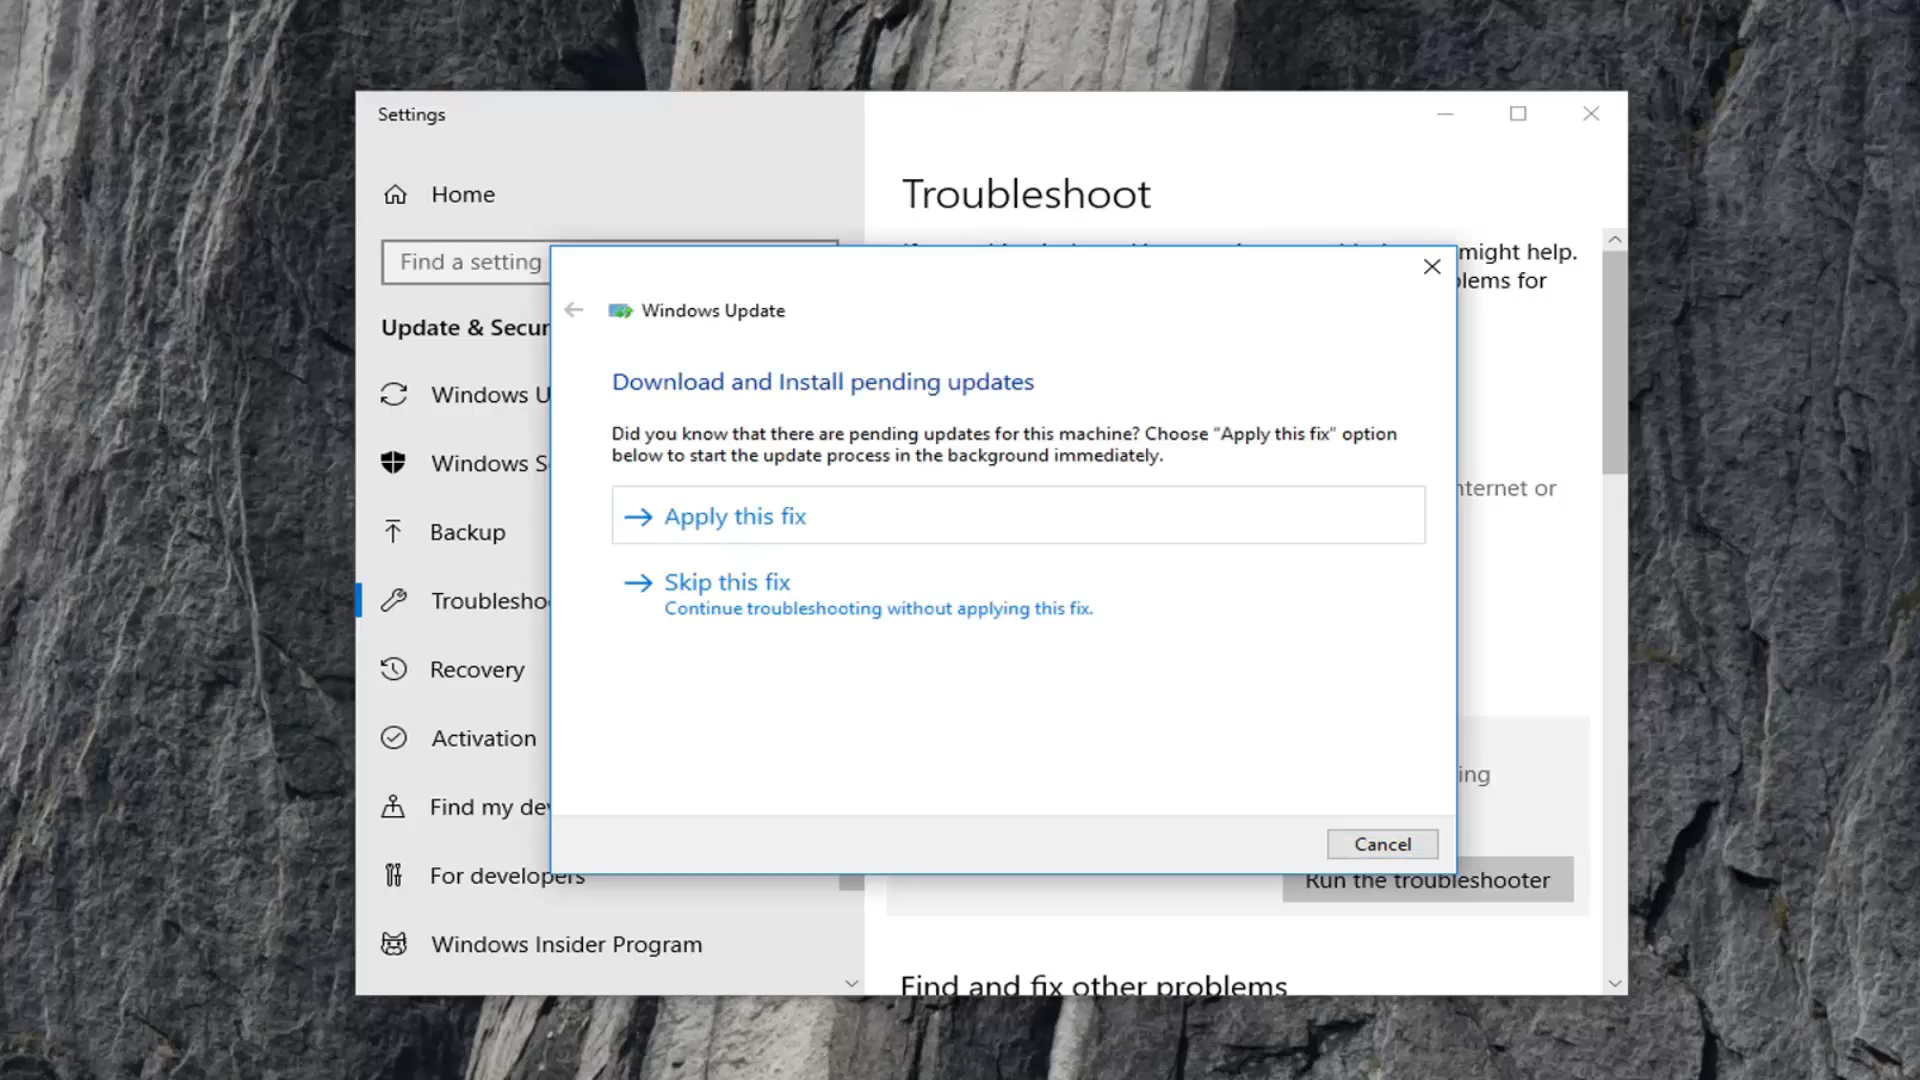 Settings
Home
Find a setting
Update & Secur
Windows U
Windows S
Backup
Troublesho
Recovery
Activation
Find my dev
For developers
Windows Insider Program
Troubleshoot
might help.
blems for
nternet or
ing
Run the troubleshooter
Find and fix other problems
Windows Update
Download and Install pending updates
Did you know that there are pending updates for this machine? Choose "Apply this fix" option
below to start the update process in the background immediately.
Apply this fix
Skip this fix
Continue troubleshooting without applying this fix.
Cancel